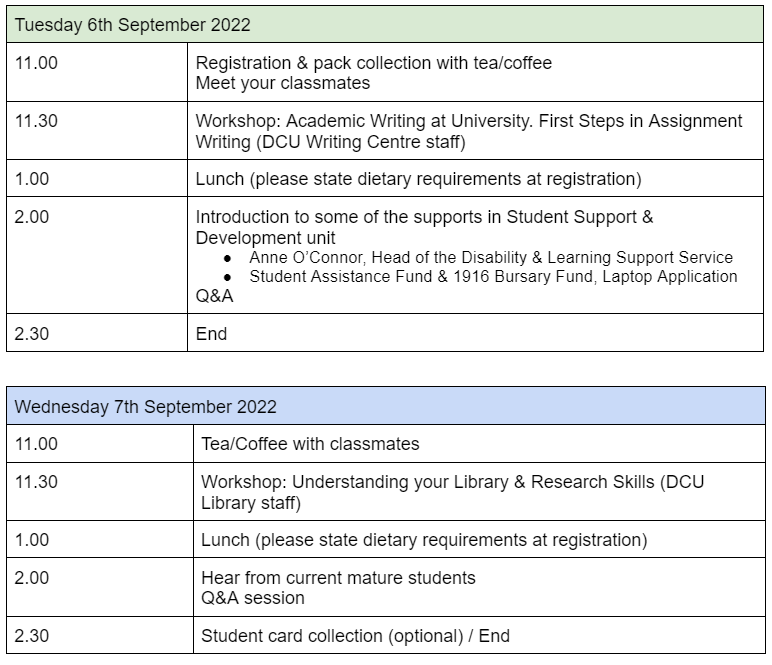 Tuesday 6th September 2022
11.00
Registration & pack collection with tea/coffee
Meet your classmates
11.30
Workshop: Academic Writing at University. First Steps in Assignment
Writing (DCU Writing Centre staff)
1.00
Lunch (please state dietary requirements at registration)
2.00
Introduction to some of the supports in Student Support &
Development unit
● Anne O’Connor, Head of the Disability & Learning Support Service
● Student Assistance Fund & 1916 Bursary Fund, Laptop Application
Q&A
2.30
End
Wednesday 7th September 2022
11.00
Tea/Coffee with classmates
11.30
Workshop: Understanding your Library & Research Skills (DCU
Library staff)
1.00
Lunch (please state dietary requirements at registration)
2.00
Hear from current mature students
Q&A session
2.30
Student card collection (optional) / End